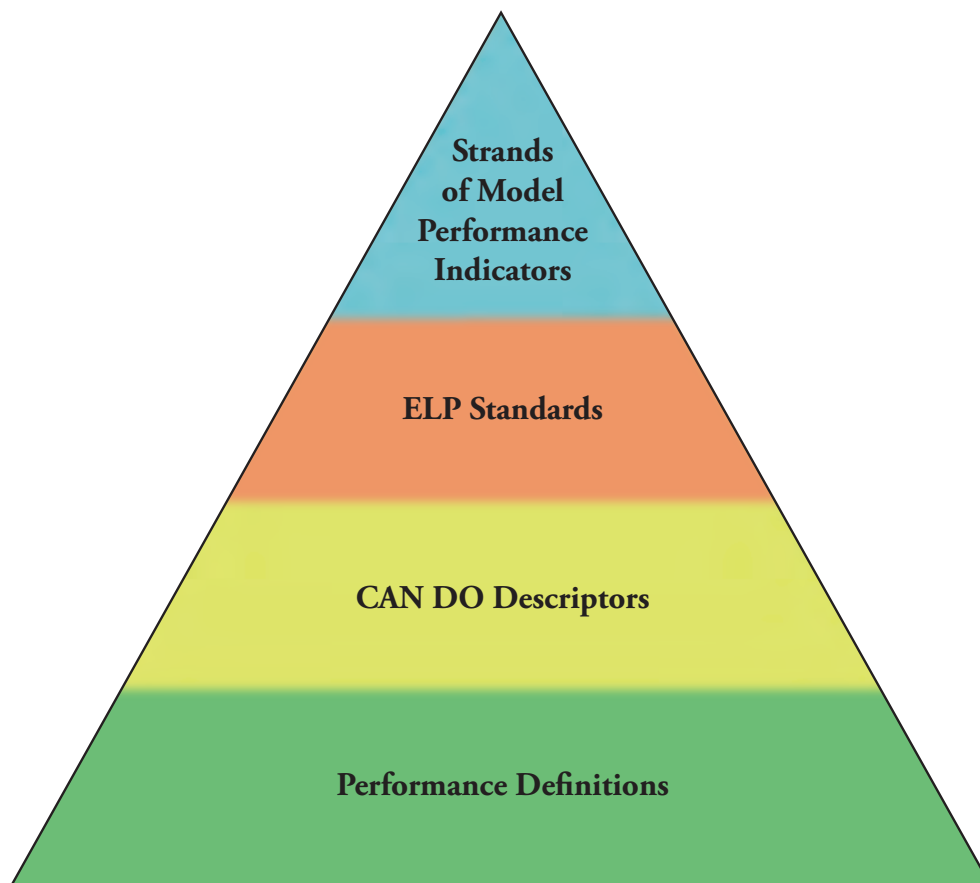 Strands
of Model
Performance
Indicators
ELP Standards
CAN DO Descriptors
Performance Definitions